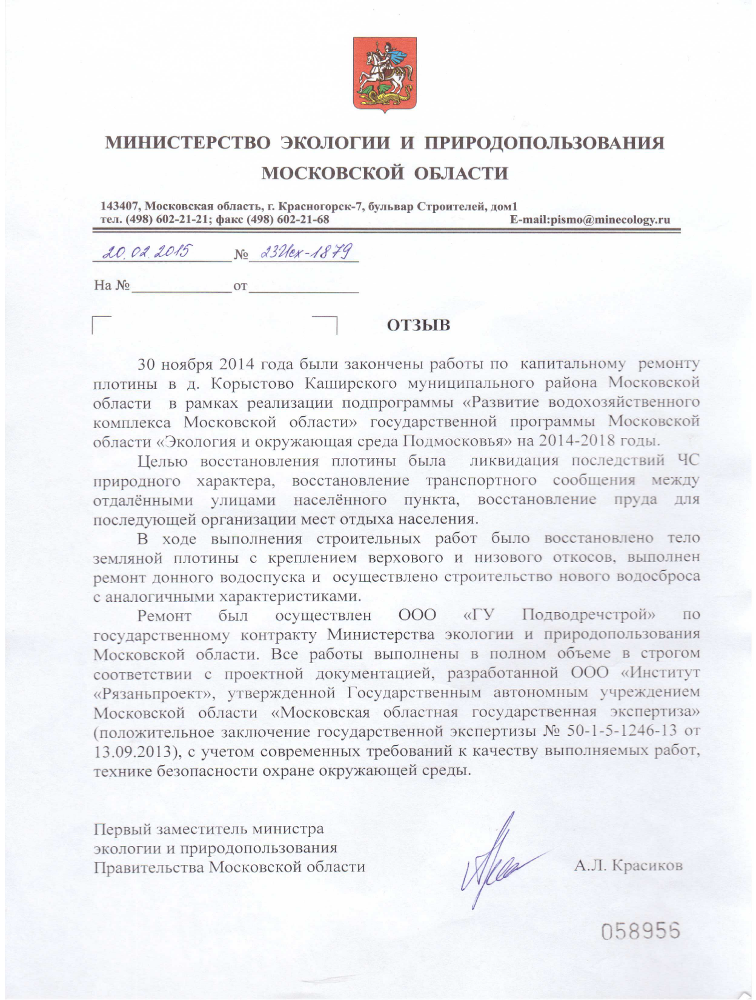 МИНИСТЕРСТВО ЭКОЛОГИИ И ПРИРОДОПОЛЬЗОВАНИЯ
МОСКОВСКОЙ ОБЛАСТИ
143407, Московская область, г. Красногорск-7, бульвар Строителей, дом1
тел. (498) 602-21-21; факс (498) 602-21-68 E-mail:pismo@minecology.ru
20.02.2015 № 23Исх-1879
На № от
ОТЗЫВ
30 ноября 2014 года были закончены работы по капитальному ремонту
плотины в д. Корыстово Каширского муниципального района Московской
области в рамках реализации подпрограммы «Развитие водохозяйственного
комплекса Московской области» государственной программы Московской
области «Экология и окружающая среда Подмосковья» на 2014-2018 годы.
Целью восстановления плотины была ликвидация последствий ЧС
природного характера, восстановление транспортного сообщения между
отдалёнными улицами населённого пункта, восстановление пруда для
последующей организации мест отдыха населения.
В ходе выполнения строительных работ было восстановлено тело
земляной плотины с креплением верхового и низового откосов, выполнен
ремонт донного водоспуска и осуществлено строительство нового водосброса
с аналогичными характеристиками.
Ремонт был осуществлен ООО «ГУ Подводречстрой» по
государственному контракту Министерства экологии и природопользования
Московской области. Все работы выполнены в полном объеме в строгом
соответствии с проектной документацией, разработанной ООО «Институт
«Рязаньпроект», утвержденной Государственным автономным учреждением
Московской области «Московская областная государственная экспертиза»
(положительное заключение государственной экспертизы № 50-1-5-1246-13 от
13.09.2013), с учетом современных требований к качеству выполняемых работ,
технике безопасности охране окружающей среды.
Первый заместитель министра
экологии и природопользования
Правительства Московской области А.Л. Красиков
058956